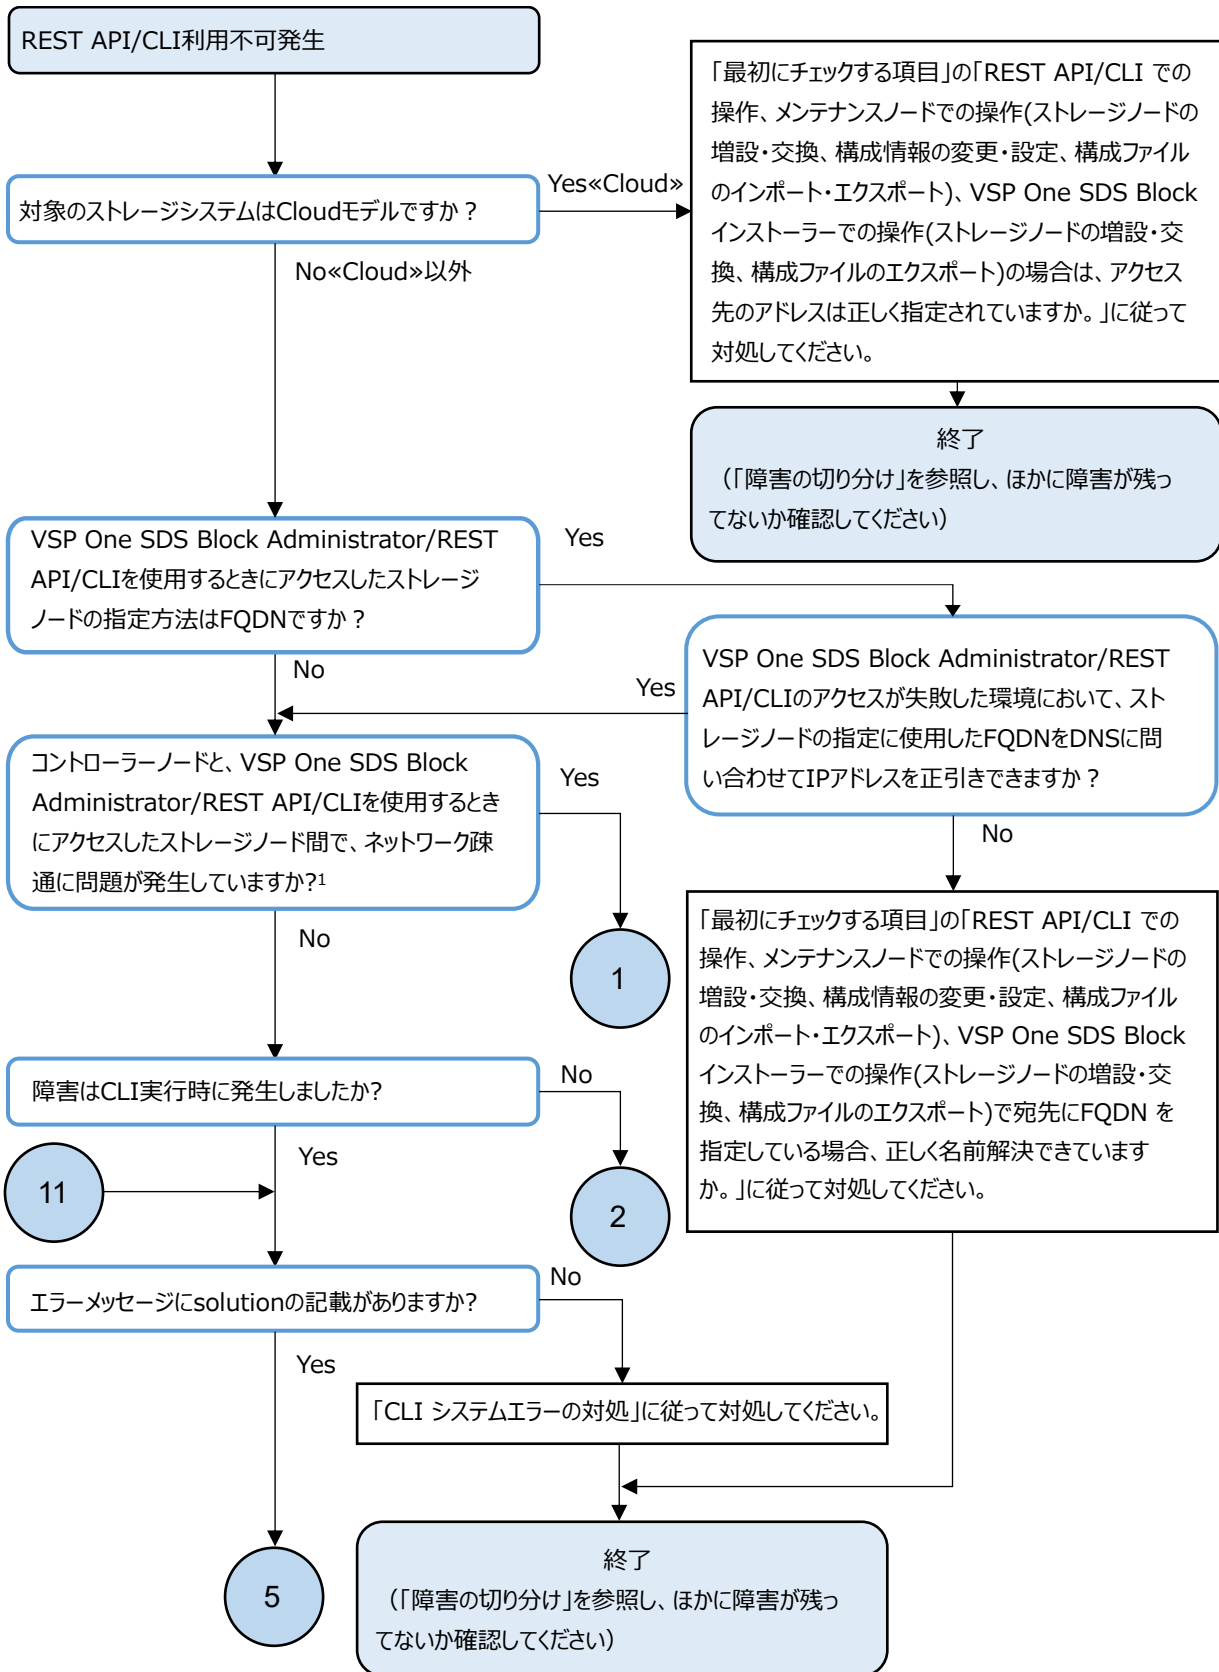 REST API/CLI利用不可発生
対象のストレージシステムはCloudモデルですか？
Yes«Cloud»
No«Cloud»以外
「最初にチェックする項目」の「REST API/CLI での
操作、メンテナンスノードでの操作(ストレージノードの
増設・交換、構成情報の変更・設定、構成ファイル
のインポート・エクスポート)、VSP One SDS Block
インストーラーでの操作(ストレージノードの増設・交
換、構成ファイルのエクスポート)の場合は、アクセス
先のアドレスは正しく指定されていますか。」に従って
対処してください。
終了
（「障害の切り分け」を参照し、ほかに障害が残っ
てないか確認してください）
VSP One SDS Block Administrator/REST
API/CLIを使用するときにアクセスしたストレージ
ノードの指定方法はFQDNですか？
Yes
No
VSP One SDS Block Administrator/REST
API/CLIのアクセスが失敗した環境において、スト
レージノードの指定に使用したFQDNをDNSに問
い合わせてIPアドレスを正引きできますか？
Yes
No
コントローラーノードと、VSP One SDS Block
Administrator/REST API/CLIを使用するとき
にアクセスしたストレージノード間で、ネットワーク疎
通に問題が発生していますか?1
Yes
No
1
「最初にチェックする項目」の「REST API/CLI での
操作、メンテナンスノードでの操作(ストレージノードの
増設・交換、構成情報の変更・設定、構成ファイル
のインポート・エクスポート)、VSP One SDS Block
インストーラーでの操作(ストレージノードの増設・交
換、構成ファイルのエクスポート)で宛先にFQDN を
指定している場合、正しく名前解決できています
か。」に従って対処してください。
障害はCLI実行時に発生しましたか?
No
Yes
2
11
エラーメッセージにsolutionの記載がありますか?
No
Yes
「CLI システムエラーの対処」に従って対処してください。
5
終了
（「障害の切り分け」を参照し、ほかに障害が残っ
てないか確認してください）